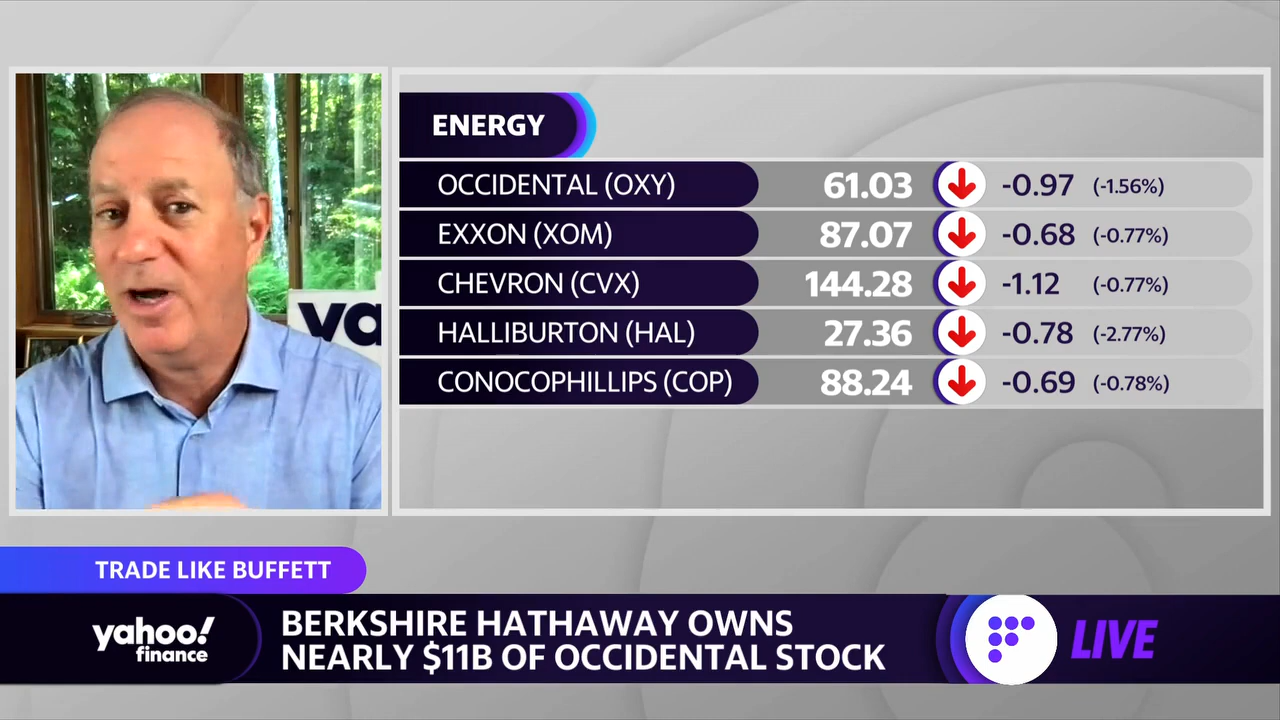 ENERGY
OCCIDENTAL (OXY) 61.03 -0.97 (-1.56%)
EXXON (XOM) 87.07 -0.68 (-0.77%)
CHEVRON (CVX) 144.28 -1.12 (-0.77%)
HALLIBURTON (HAL) 27.36 -0.78 (-2.77%)
CONOCOPHILLIPS (COP) 88.24 -0.69 (-0.78%)
ya
TRADE LIKE BUFFETT
yahoo!
finance
BERKSHIRE HATHAWAY OWNS
NEARLY $11B OF OCCIDENTAL STOCK
LIVE